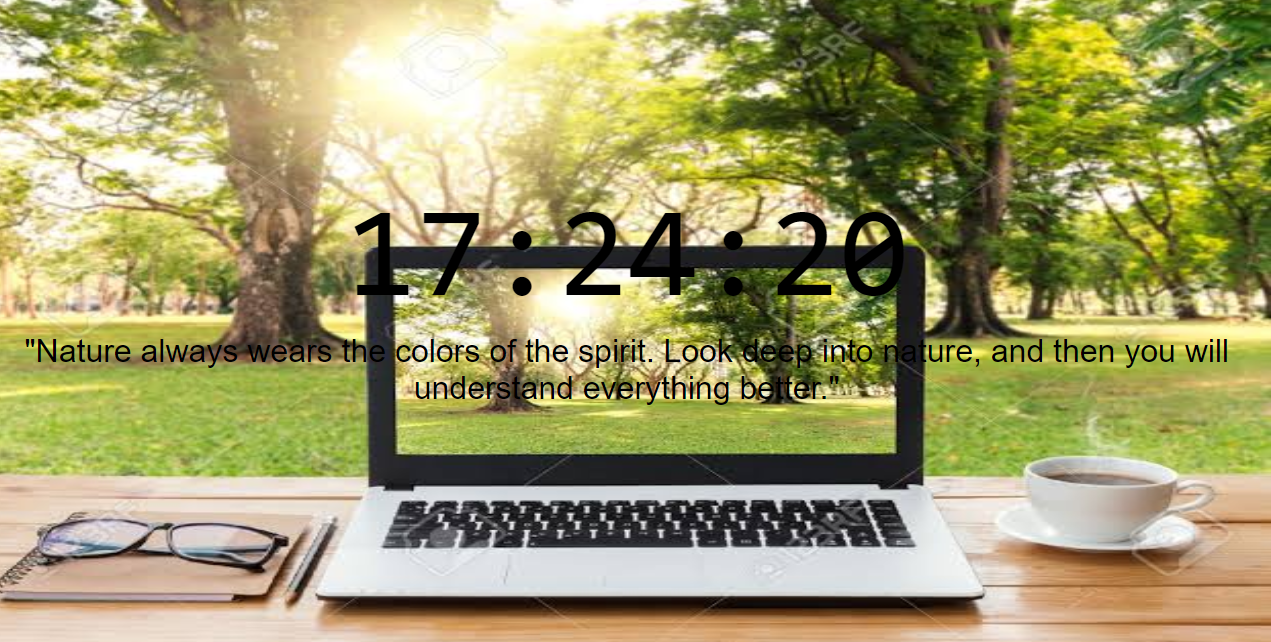 17:24:20
"Nature always wears the colors of the spirit. Look deep into nature, and then you will
understand everything better."